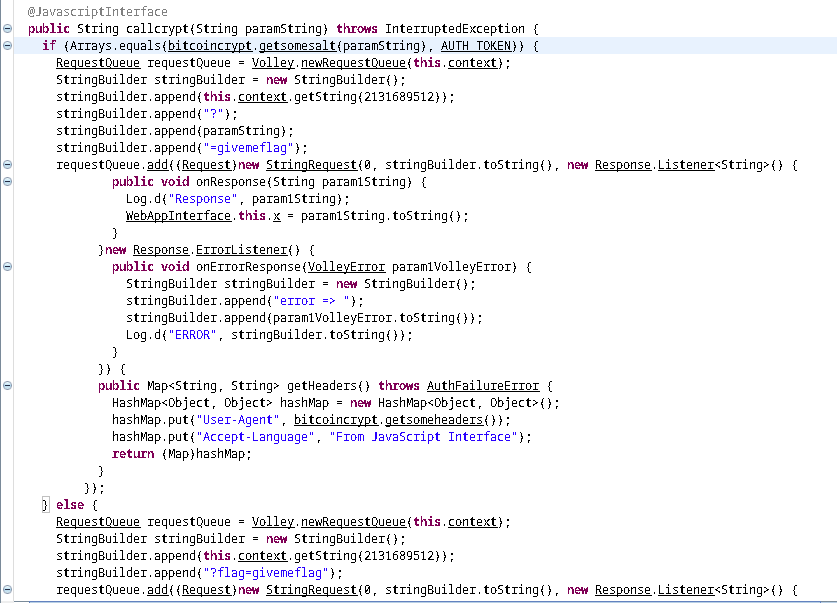 @JavascriptInterface
public String callcrypt(String paramString) throws InterruptedException {
if (Arrays.equals(bitcoincrypt.getsomesalt(paramString), AUTH_TOKEN)) {
RequestQueue requestQueue = Volley.newRequestQueue(this.context);
StringBuilder stringBuilder = new StringBuilder();
stringBuilder.append(this.context.getString(2131689512));
stringBuilder.append("?");
stringBuilder.append(paramString);
stringBuilder.append("=givemeflag");
requestQueue.add((Request)new StringRequest(0, stringBuilder.toString(), new Response.Listener<String>() {
public void onResponse(String param1String) {
Log.d("Response", param1String);
WebAppInterface.this.x = param1String.toString();
}
}new Response.ErrorListener() {
public void onErrorResponse(VolleyError param1VolleyError) {
StringBuilder stringBuilder = new StringBuilder();
stringBuilder.append("error => ");
stringBuilder.append(param1VolleyError.toString());
Log.d("ERROR", stringBuilder.toString());
}
}) {
public Map<String, String> getHeaders() throws AuthFailureError {
HashMap<Object, Object> hashMap = new HashMap<Object, Object>();
hashMap.put("User-Agent", bitcoincrypt.getsomeheaders());
hashMap.put("Accept-Language", "From JavaScript Interface");
return (Map)hashMap;
}
});
} else {
RequestQueue requestQueue = Volley.newRequestQueue(this.context);
StringBuilder stringBuilder = new StringBuilder();
stringBuilder.append(this.context.getString(2131689512));
stringBuilder.append("?flag=givemeflag");
requestQueue.add((Request)new StringRequest(0, stringBuilder.toString(), new Response.Listener<String>() {